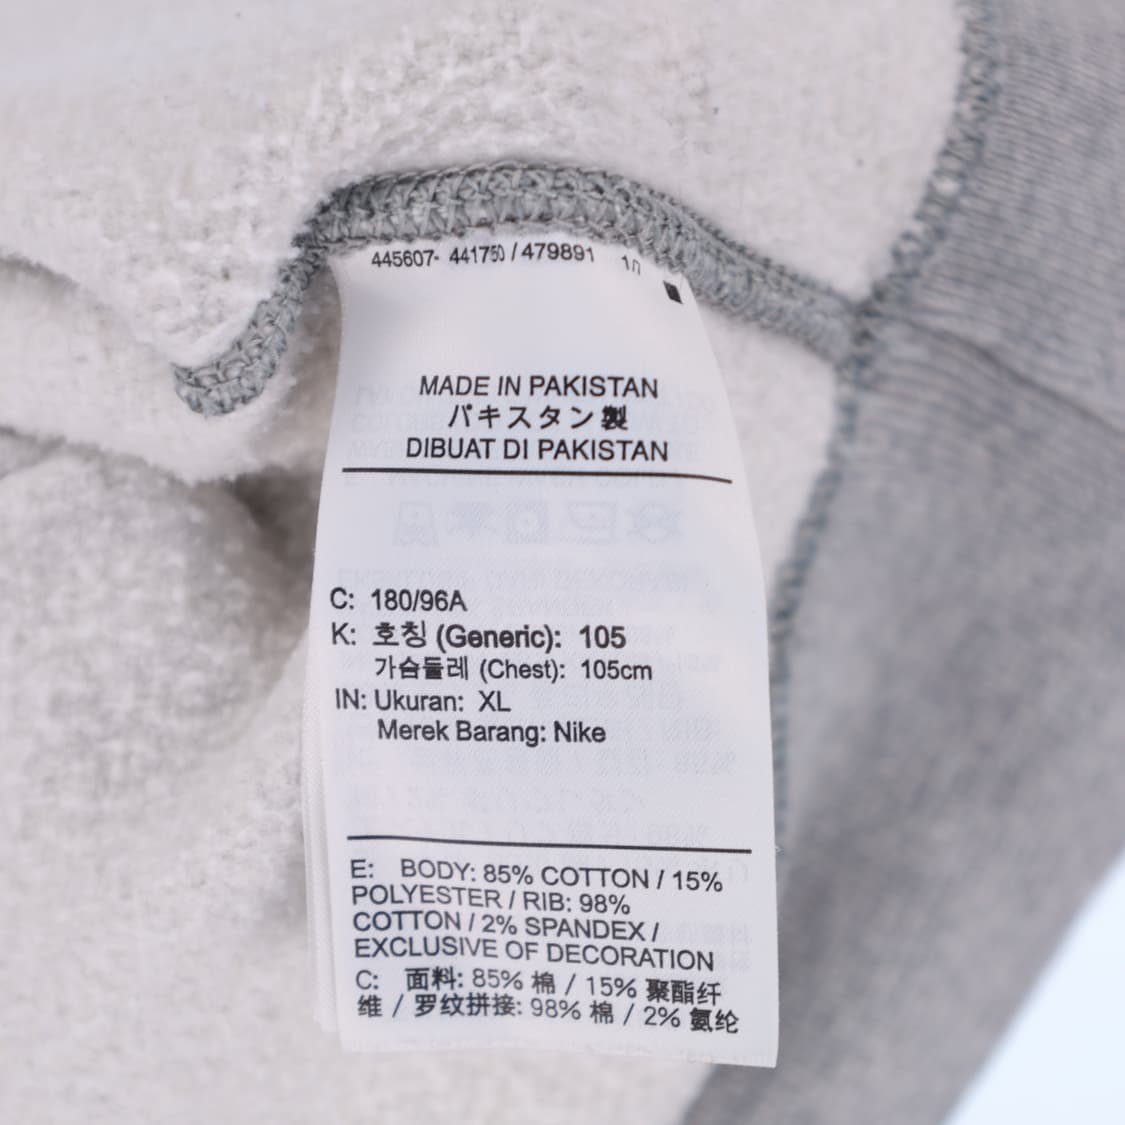 445607- 441750 / 479891
MADE IN PAKISTAN
パキスタン製
DIBUAT DI PAKISTAN
C: 180/96A
K: 호칭 (Generic): 105
가슴둘레 (Chest): 105cm
IN: Ukuran: XL
Merek Barang: Nike
E: BODY: 85% COTTON / 15%
POLYESTER / RIB: 98%
COTTON / 2% SPANDEX /
EXCLUSIVE OF DECORATION
C: 面料: 85% 棉 / 15% 聚酯纤
维 / 罗纹拼接: 98% 棉 / 2% 氨纶